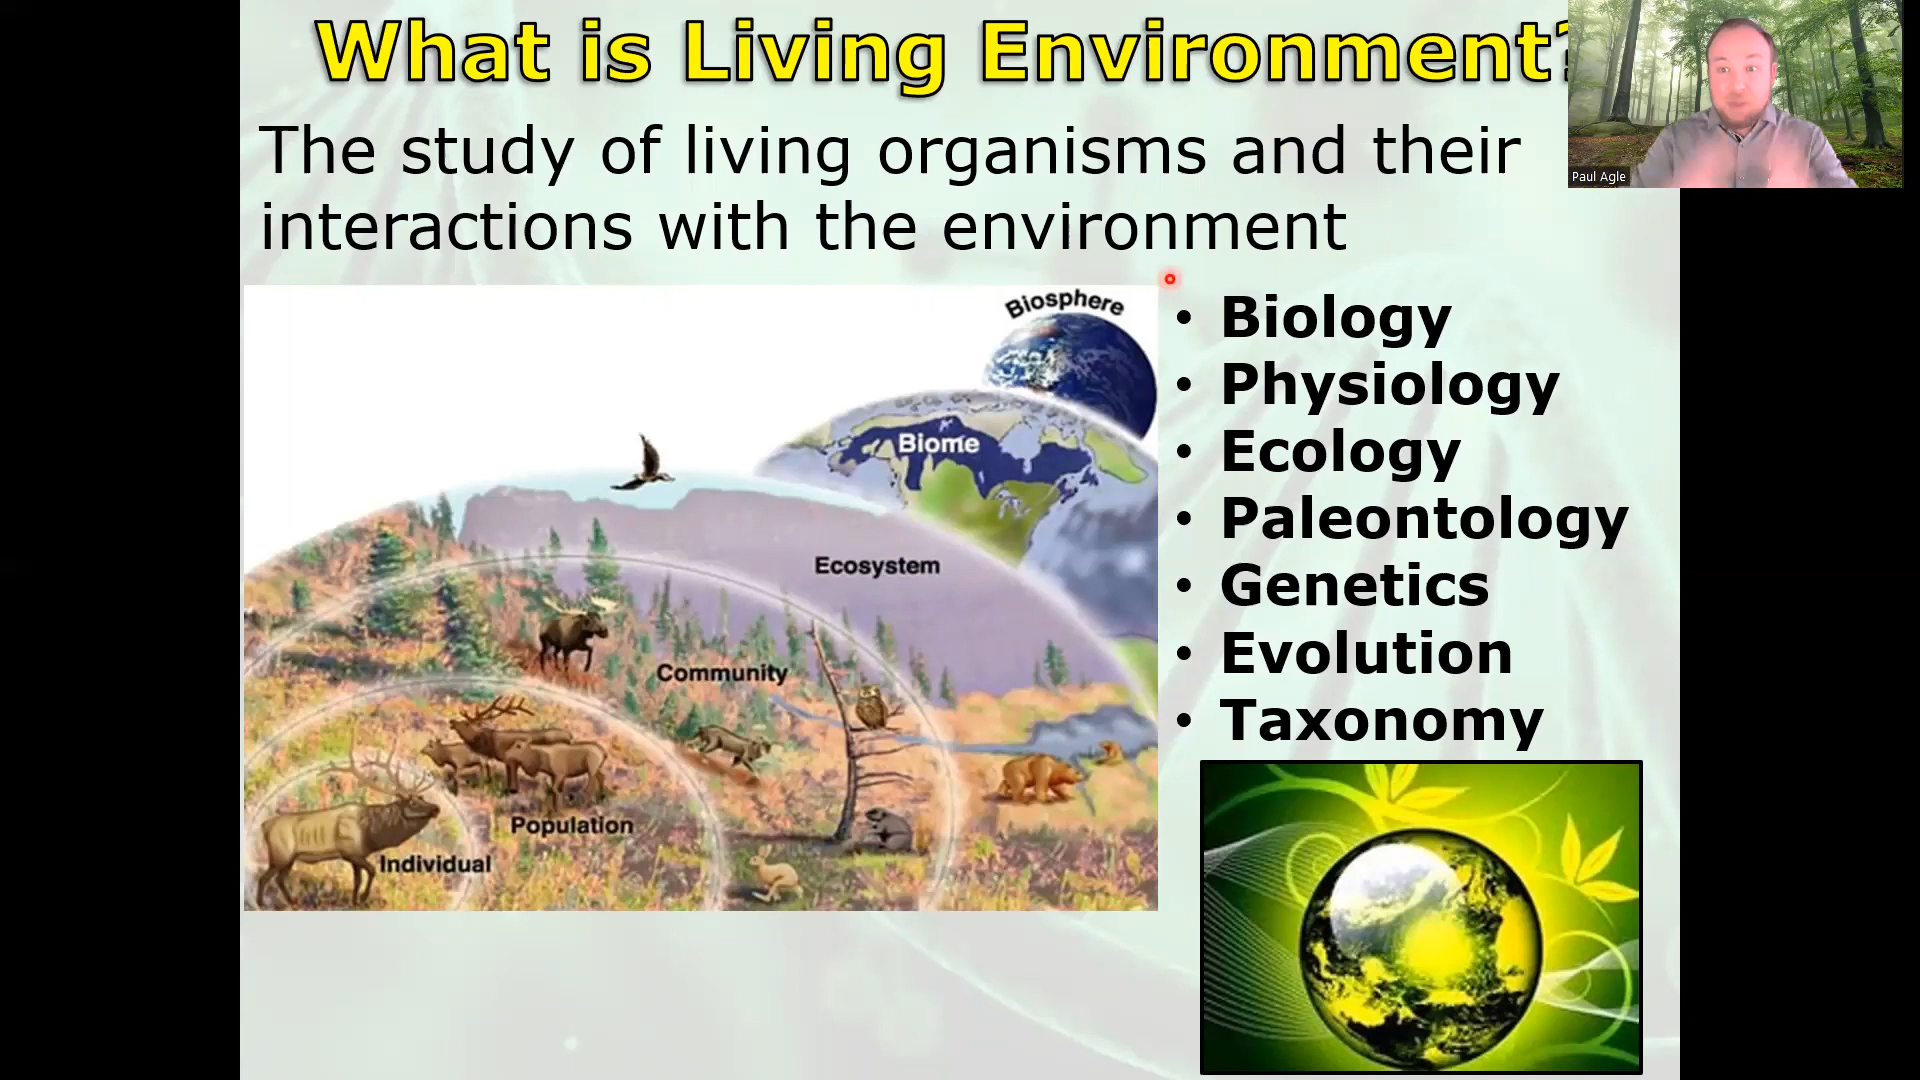 What is Living Environment?
Paul Agle
The study of living organisms and their
interactions with the environment
Biosphere
Biome
Ecosystem
Community
Population
Individual
• Biology
• Physiology
• Ecology
• Paleontology
• Genetics
• Evolution
• Taxonomy